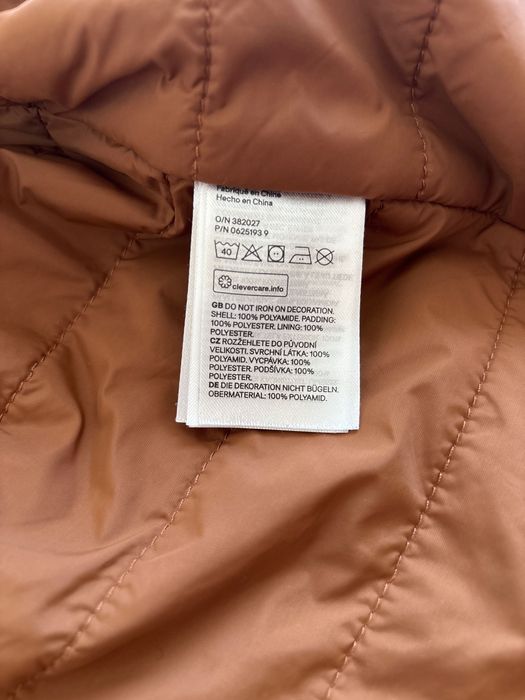 Fabriqué en Chine
Hecho en China
O/N 382027
P/N 0625193 9
40
clevercare.info
GB DO NOT IRON ON DECORATION.
SHELL: 100% POLYAMIDE. PADDING:
100% POLYESTER. LINING: 100%
POLYESTER.
CZ ROZŽEHLETE DO PŮVODNÍ
VELIKOSTI. SVRCHNÍ LÁTKA: 100%
POLYAMID. VYCPÁVKA: 100%
POLYESTER. PODŠÍVKA: 100%
POLYESTER.
DE DIE DEKORATION NICHT BÜGELN.
OBERMATERIAL: 100% POLYAMID.